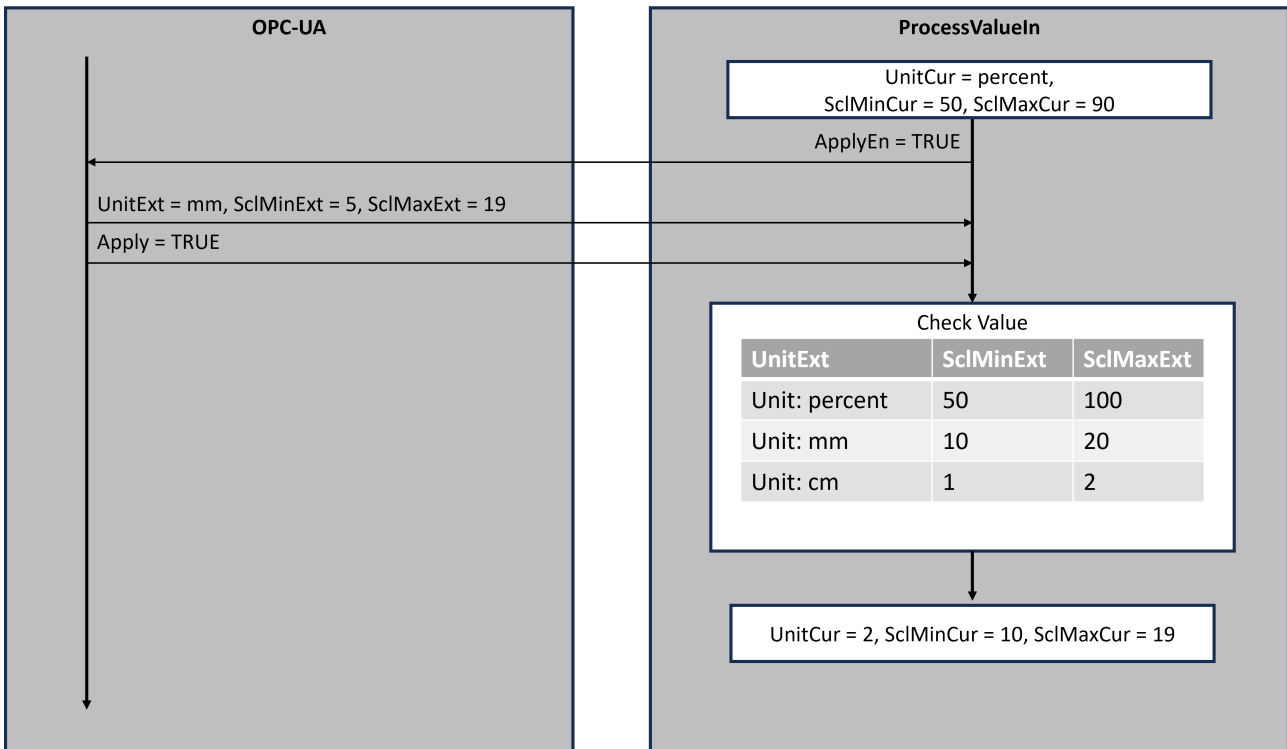 OPC-UA
ProcessValueIn
UnitCur = percent,
SclMinCur = 50, SclMaxCur = 90
ApplyEn = TRUE
UnitExt = mm, SclMinExt = 5, SclMaxExt = 19
Apply = TRUE
Check Value
UnitExt SclMinExt SclMaxExt
Unit: percent 50 100
Unit: mm 10 20
Unit: cm 1 2
UnitCur = 2, SclMinCur = 10, SclMaxCur = 19